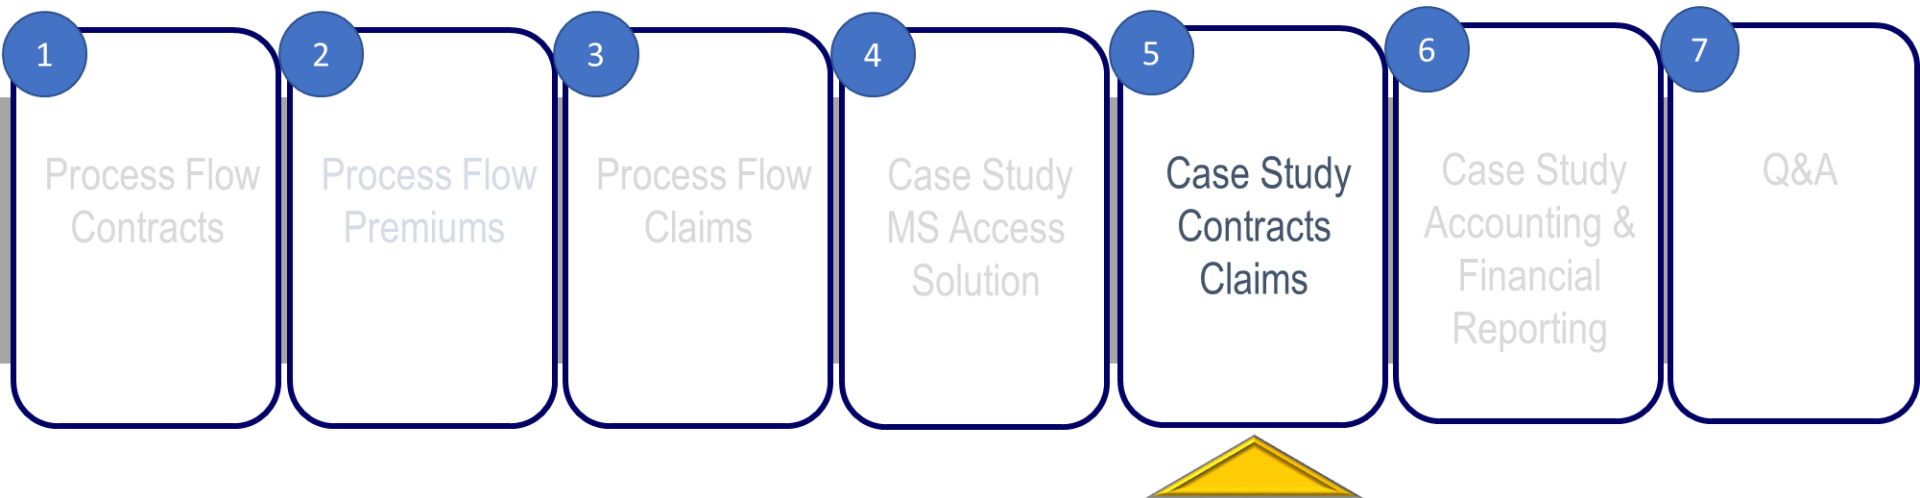 1
Process Flow
Contracts
2
Process Flow
Premiums
3
Process Flow
Claims
4
Case Study
MS Access
Solution
5
Case Study
Contracts
Claims
6
Case Study
Accounting &
Financial
Reporting
7
Q&A